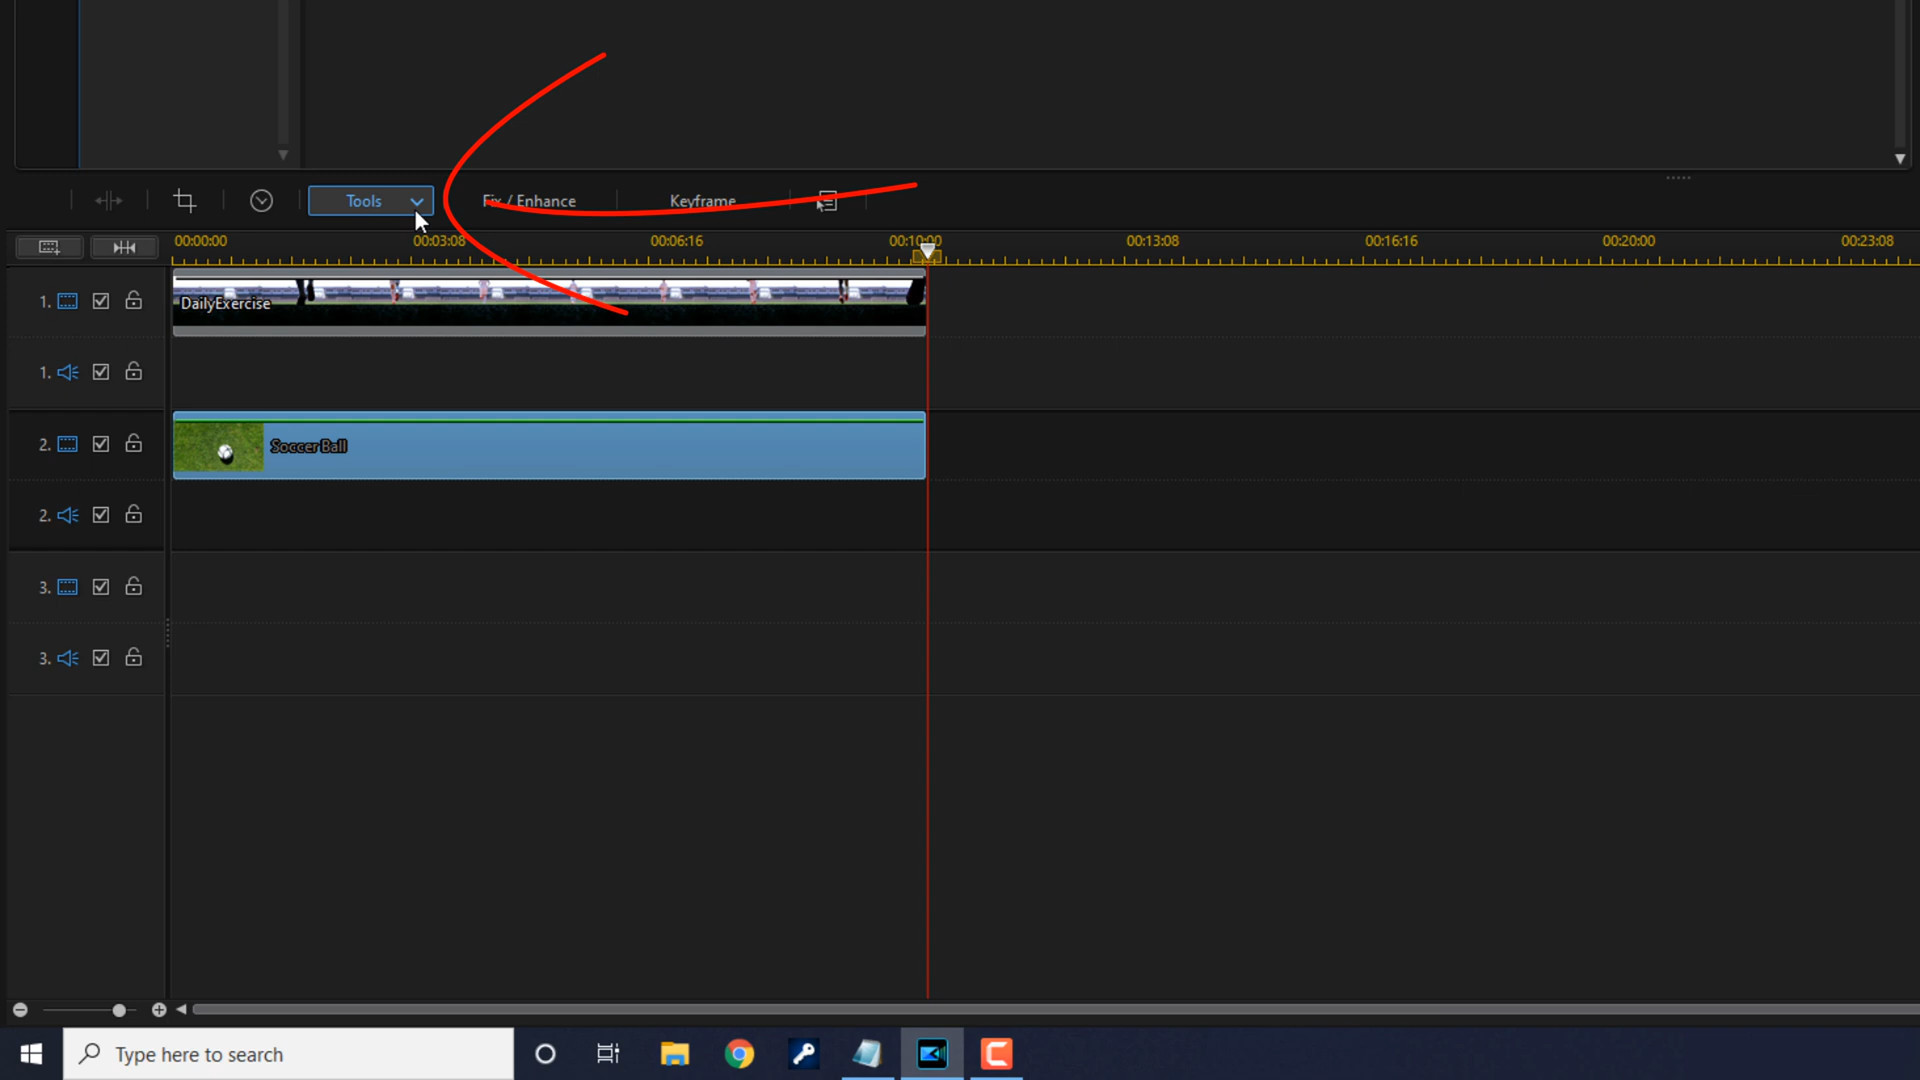 Tools Fix / Enhance Keyframe
00:00:00 00:03:08 00:06:16 00:10:00 00:13:08 00:16:16 00:20:00 00:23:08
1.
DailyExercise
1.
2.
Soccer Ball
2.
3.
3.
Type here to search